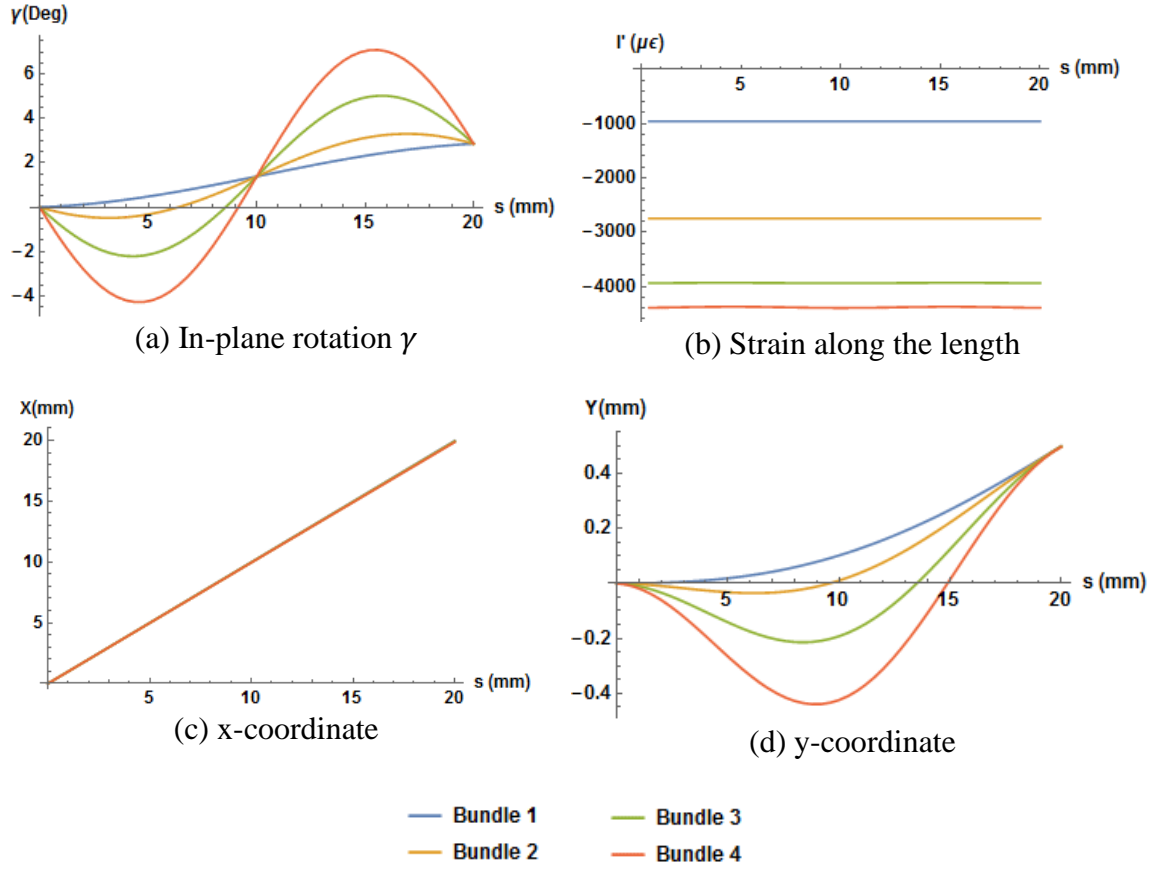 γ(Deg)
6
4
2
−2
−4
5
10
15
20
s (mm)
(a) In-plane rotation γ
I' (μϵ)
s (mm)
5
10
15
20
−1000
−2000
−3000
−4000
(b) Strain along the length
X(mm)
20
15
10
5
5
10
15
20
s (mm)
(c) x-coordinate
Y(mm)
0.4
0.2
−0.2
−0.4
5
10
15
20
s (mm)
(d) y-coordinate
Bundle 1
Bundle 3
Bundle 2
Bundle 4